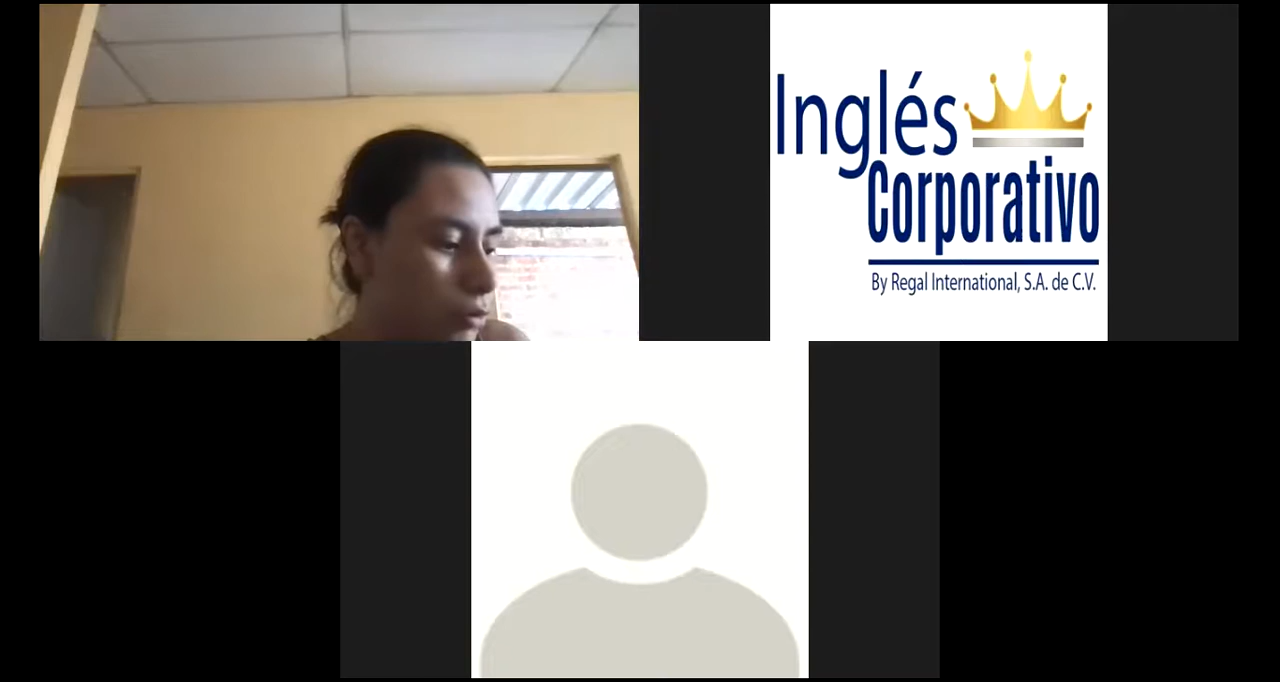 Inglés
Corporativo
By Regal International, S.A. de C.V.